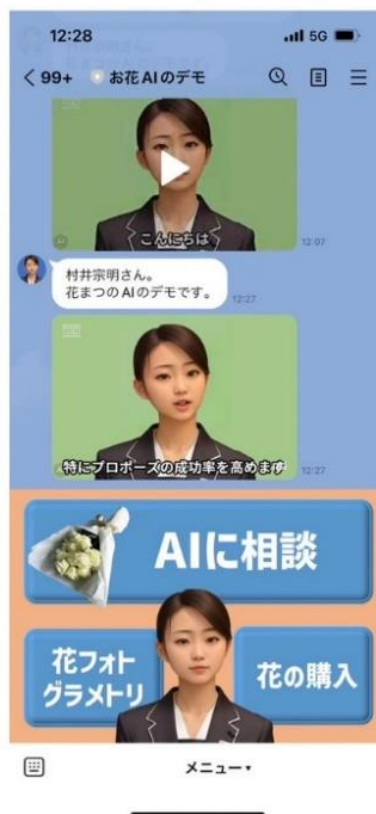 12:28
5G
99+
お花AIのデモ
こんにちは
12:07
村井宗明さん。
花まつのAIのデモです。
12:27
特にプロポーズの成功率を高めます
12:27
AIに相談
花フォト
グラメトリ
花の購入
メニュー▾